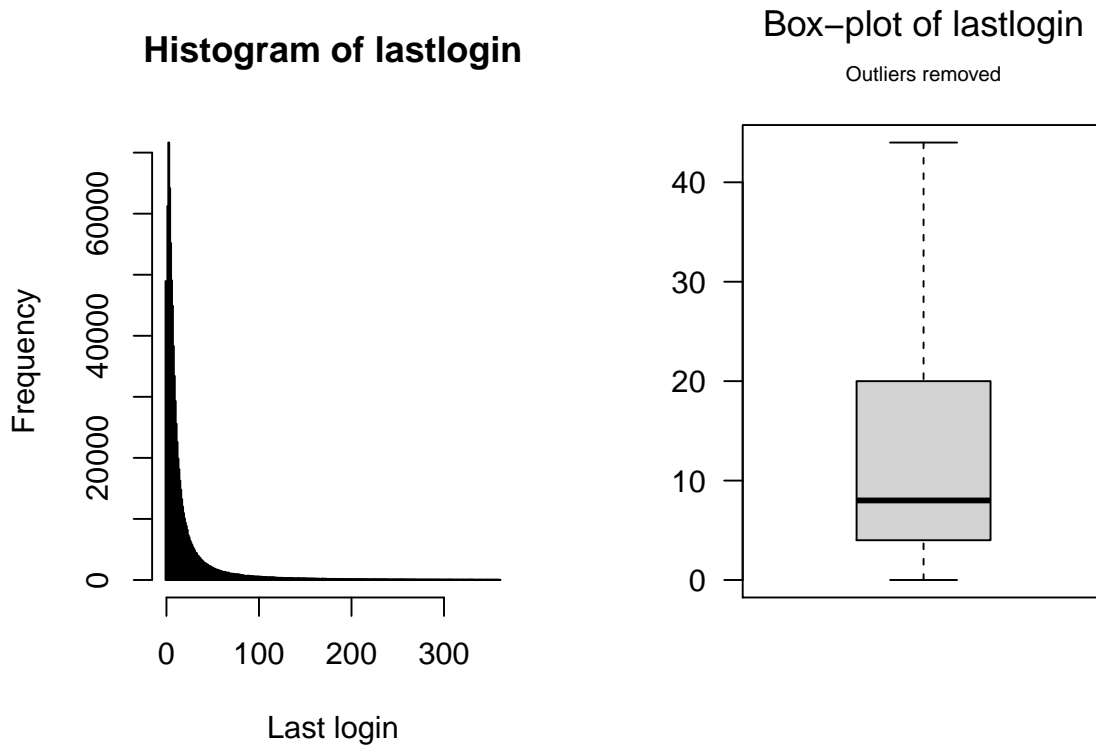 Histogram of lastlogin
Frequency
0
20000
40000
60000
0
100
200
300
Last login
Box−plot of lastlogin
Outliers removed
0
10
20
30
40